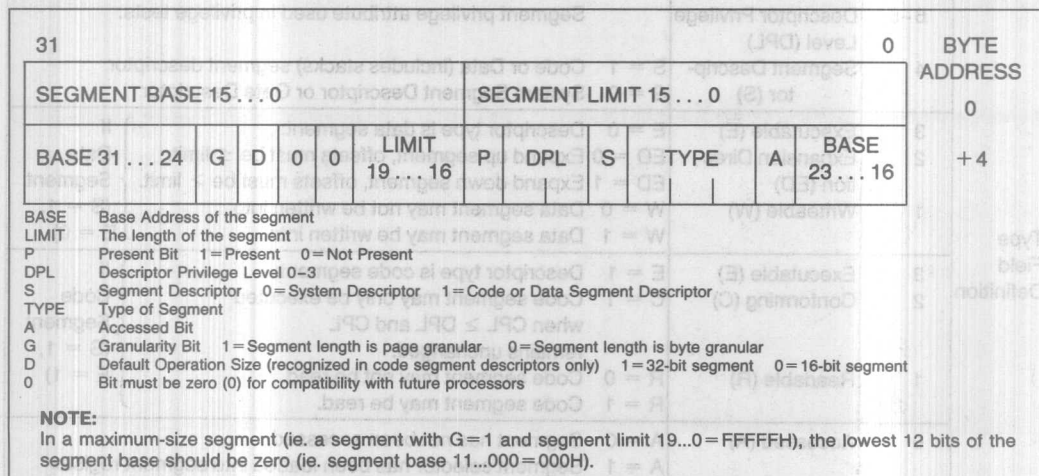 31 0 BYTE ADDRESS
SEGMENT BASE 15...0 SEGMENT LIMIT 15...0 0
BASE 31...24 G D 0 0 LIMIT 19...16 P DPL S TYPE A BASE 23...16 +4
BASE Base Address of the segment
LIMIT The length of the segment
P Present Bit 1=Present 0=Not Present
DPL Descriptor Privilege Level 0–3
S Segment Descriptor 0=System Descriptor 1=Code or Data Segment Descriptor
TYPE Type of Segment
A Accessed Bit
G Granularity Bit 1=Segment length is page granular 0=Segment length is byte granular
D Default Operation Size (recognized in code segment descriptors only) 1=32-bit segment 0=16-bit segment
0 Bit must be zero (0) for compatibility with future processors
NOTE:
In a maximum-size segment (ie. a segment with G=1 and segment limit 19...0=FFFFFH), the lowest 12 bits of the
segment base should be zero (ie. segment base 11...000=000H).